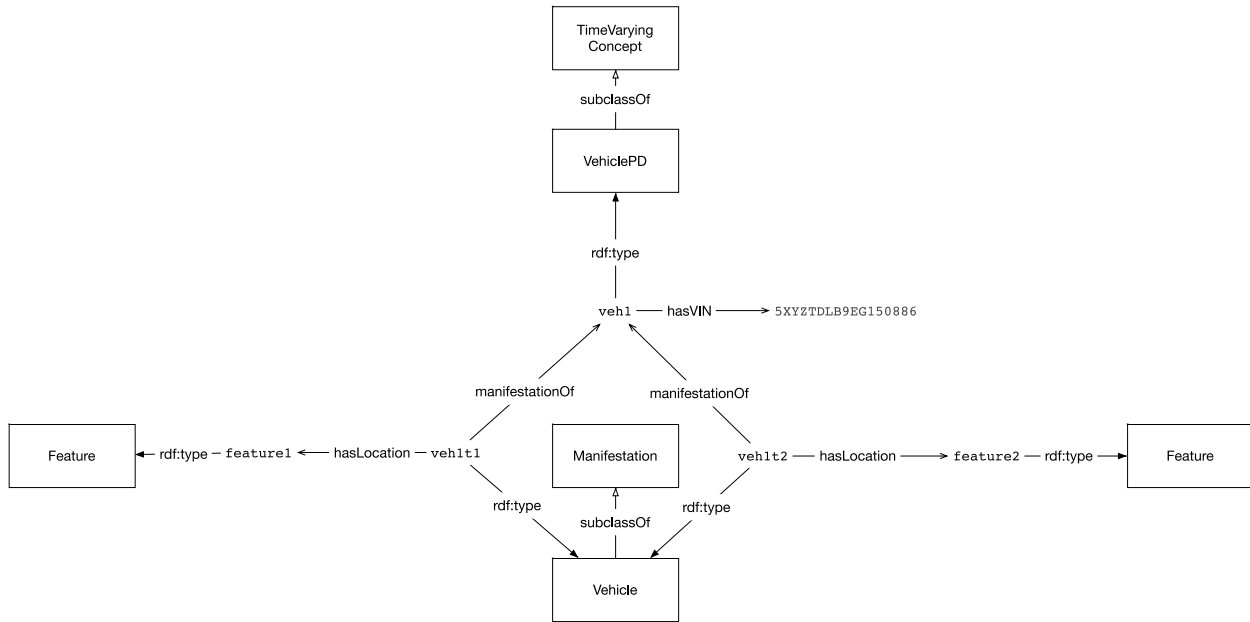 TimeVarying
Concept
subclassOf
VehiclePD
rdf:type
veh1 hasVIN 5XYZTDLB9EG150886
manifestationOf manifestationOf
Feature rdf:type feature1 hasLocation veh1t1 Manifestation veh1t2 hasLocation feature2 rdf:type Feature
rdf:type rdf:type
subclassOf
Vehicle